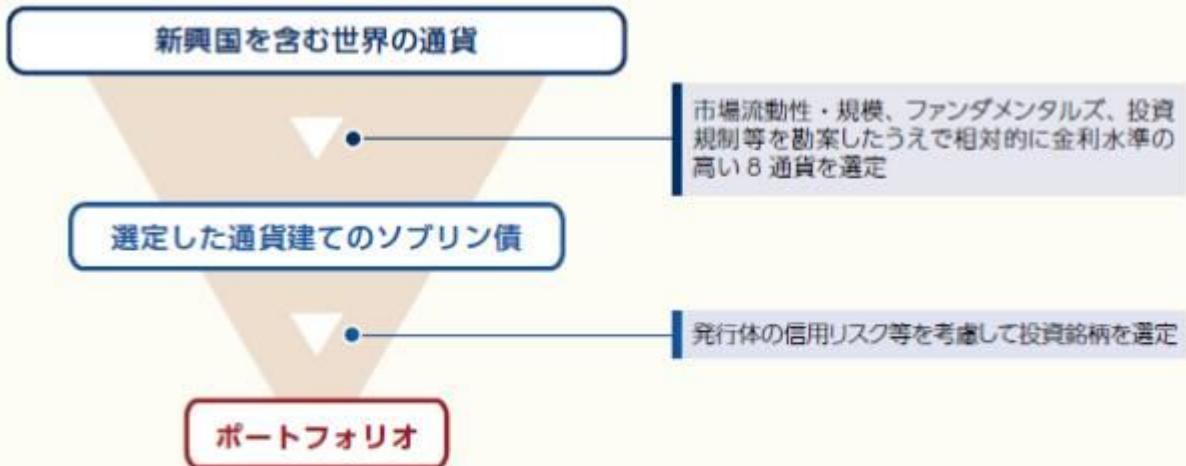 新興国を含む世界の通貨
市場流動性・規模、ファンダメンタルズ、投資
規制等を勘案したうえで相対的に金利水準の
高い 8 通貨を選定
選定した通貨建てのソブリン債
発行体の信用リスク等を考慮して投資銘柄を選定
ポートフォリオ